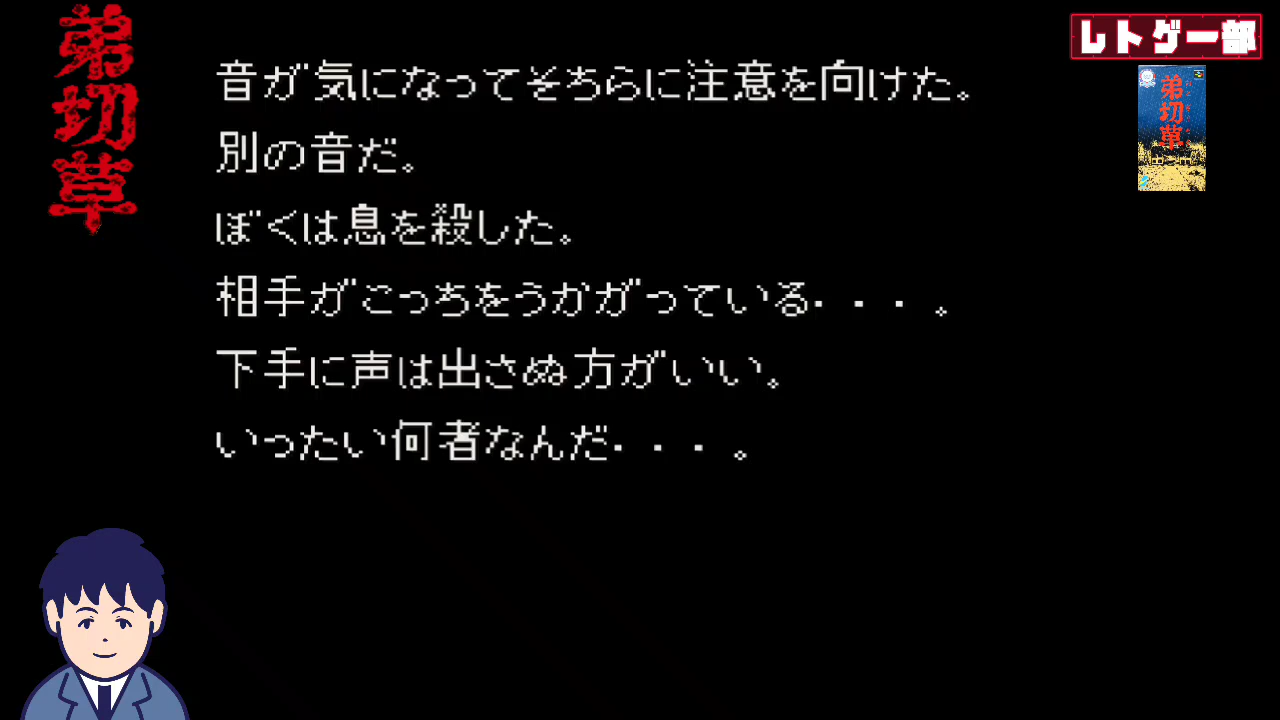 弟切草
レトゲー部
弟切草
音が気になってそちらに注意を向けた。
別の音だ。
ぼくは息を殺した。
相手がこっちをうかがっている・・・。
下手に声は出さぬ方がいい。
いったい何者なんだ・・・。